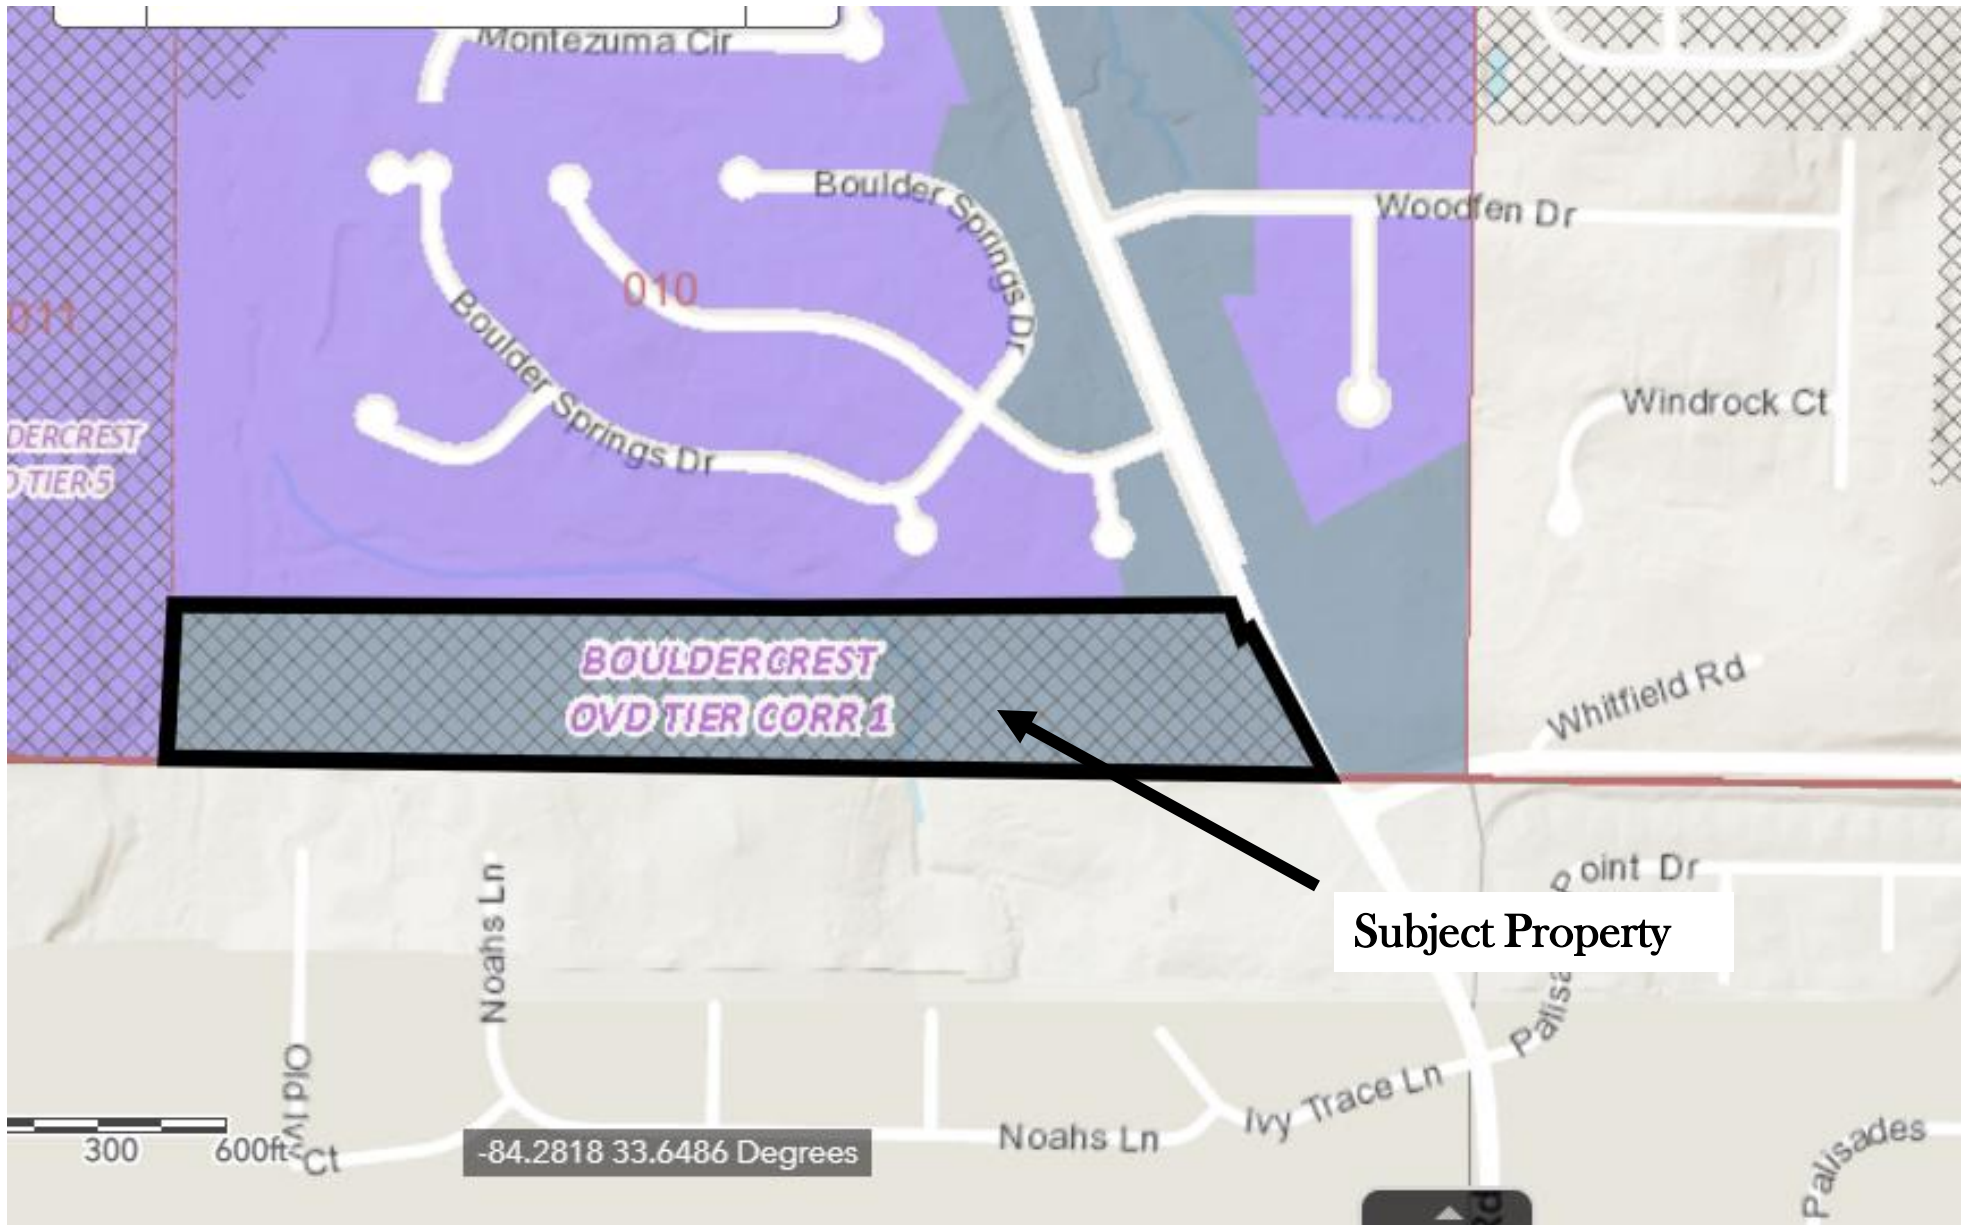 Montezuma Cir
Boulder Springs Dr
Woodfen Dr
010
011
Boulder Springs Dr
Windrock Ct
DERCREST
D TIER 5
BOULDERCREST
OVD TIER CORR 1
Whitfield Rd
Point Dr
Noahs Ln
Subject Property
Old Ivy
Ct
Noahs Ln
Ivy Trace Ln
Palisa
Palisades
300
600ft
-84.2818 33.6486 Degrees
Rd